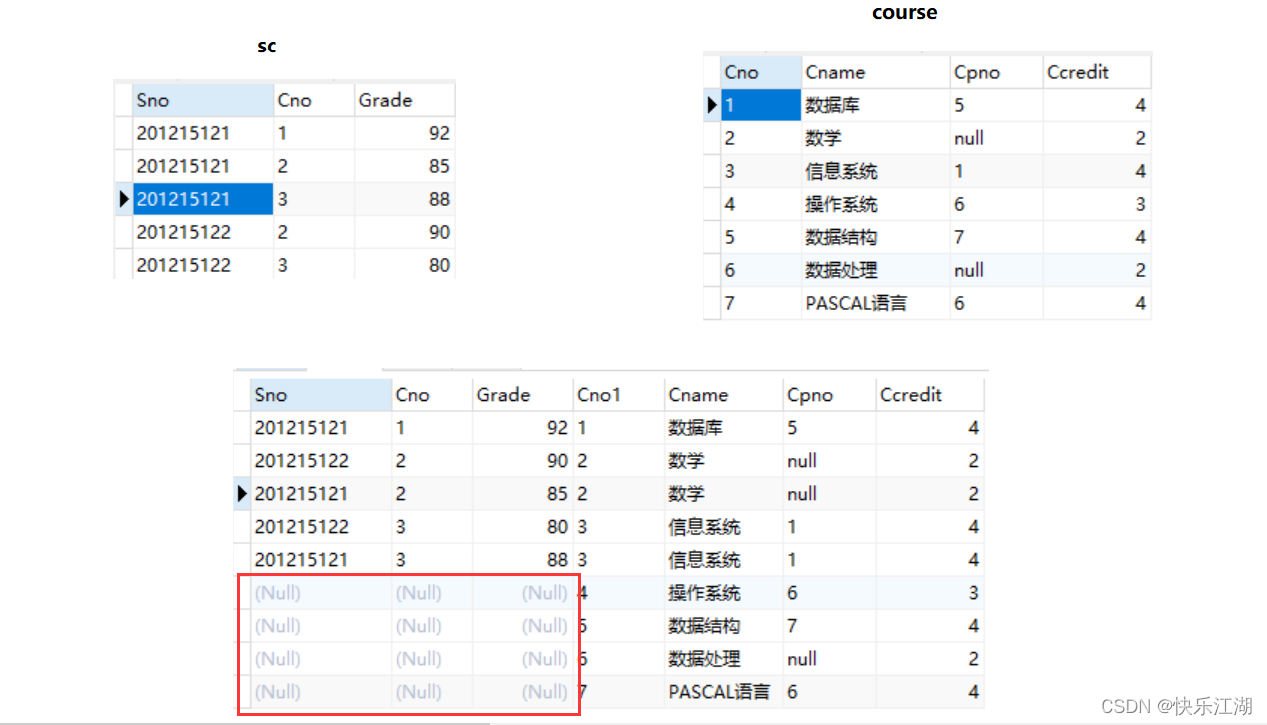 course
sc
Cno Cname Cpno Ccredit
1 数据库 5 4
2 数学 null 2
3 信息系统 1 4
4 操作系统 6 3
5 数据结构 7 4
6 数据处理 null 2
7 PASCAL语言 6 4
Sno Cno Grade
201215121 1 92
201215121 2 85
201215121 3 88
201215122 2 90
201215122 3 80
Sno Cno Grade Cno1 Cname Cpno Ccredit
201215121 1 92 1 数据库 5 4
201215122 2 90 2 数学 null 2
201215121 2 85 2 数学 null 2
201215122 3 80 3 信息系统 1 4
201215121 3 88 3 信息系统 1 4
(Null) (Null) (Null) 4 操作系统 6 3
(Null) (Null) (Null) 5 数据结构 7 4
(Null) (Null) (Null) 6 数据处理 null 2
(Null) (Null) (Null) 7 PASCAL语言 6 4
CSDN @快乐江湖